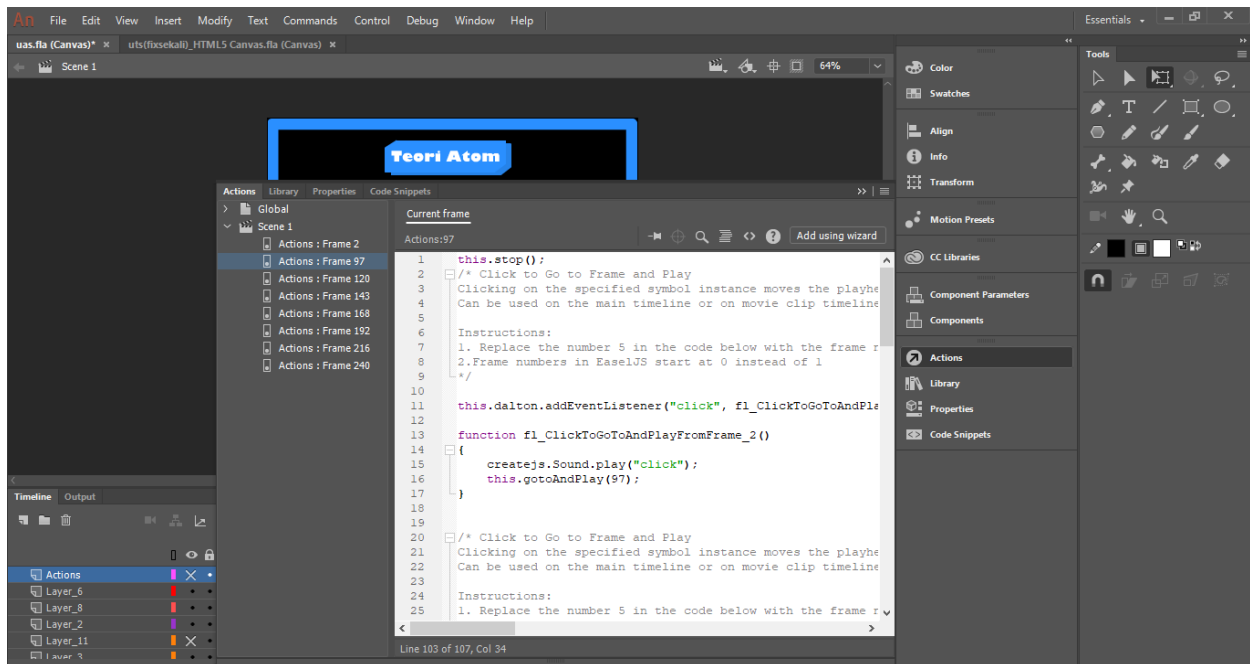 An File Edit View Insert Modify Text Commands Control Debug Window Help Essentials
uas.fla (Canvas)* × uts(fixsekali)_HTML5 Canvas.fla (Canvas) ×
Scene 1 64%
Teori Atom
Actions Library Properties Code Snippets
Global
Scene 1
Actions : Frame 2
Actions : Frame 97
Actions : Frame 120
Actions : Frame 143
Actions : Frame 168
Actions : Frame 192
Actions : Frame 216
Actions : Frame 240
Current frame
Actions:97 Add using wizard
1 this.stop();
2 /* Click to Go to Frame and Play
3 Clicking on the specified symbol instance moves the playhe
4 Can be used on the main timeline or on movie clip timeline
5
6 Instructions:
7 1. Replace the number 5 in the code below with the frame r
8 2.Frame numbers in EaselJS start at 0 instead of 1
9 */
10
11 this.dalton.addEventListener("click", fl_ClickToGoToAndPla
12
13 function fl_ClickToGoToAndPlayFromFrame_2()
14 {
15 createjs.Sound.play("click");
16 this.gotoAndPlay(97);
17 }
18
19
20 /* Click to Go to Frame and Play
21 Clicking on the specified symbol instance moves the playhe
22 Can be used on the main timeline or on movie clip timeline
23
24 Instructions:
25 1. Replace the number 5 in the code below with the frame r
Line 103 of 107, Col 34
Timeline Output
Actions
Layer_6
Layer_8
Layer_2
Layer_11
Layer_3
Color
Swatches
Align
Info
Transform
Motion Presets
CC Libraries
Component Parameters
Components
Actions
Library
Properties
Code Snippets
Tools